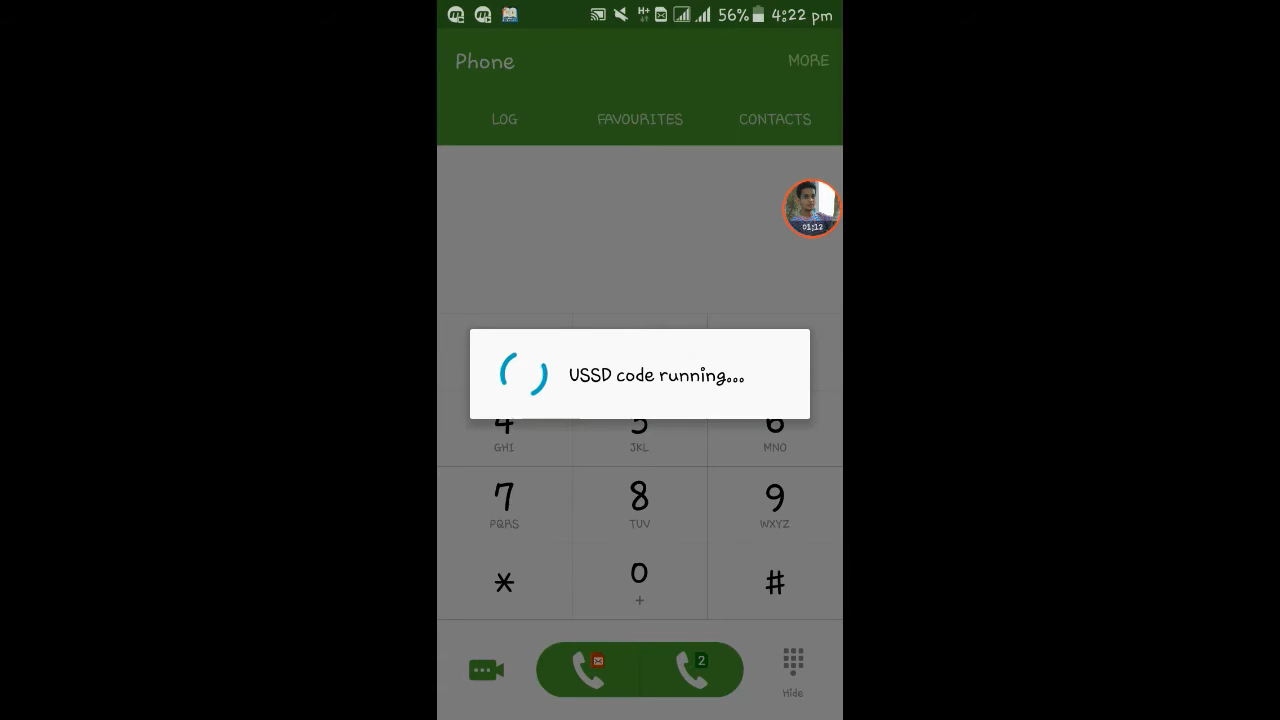 56% 4:22 pm
Phone
MORE
LOG
FAVOURITES
CONTACTS
01:12
USSD code running...
4
5
6
GHI
JKL
MNO
7
8
9
PQRS
TUV
WXYZ
*
0
#
+
2
Hide